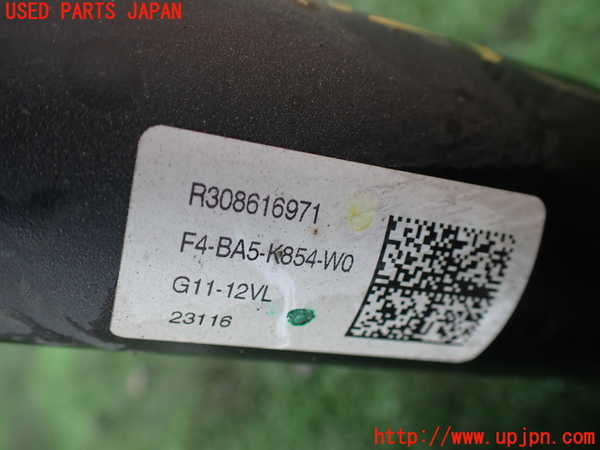 USED PARTS JAPAN
R308616971
F4-BA5-K854-W0
G11-12VL
23116
http://www.upjpn.com/